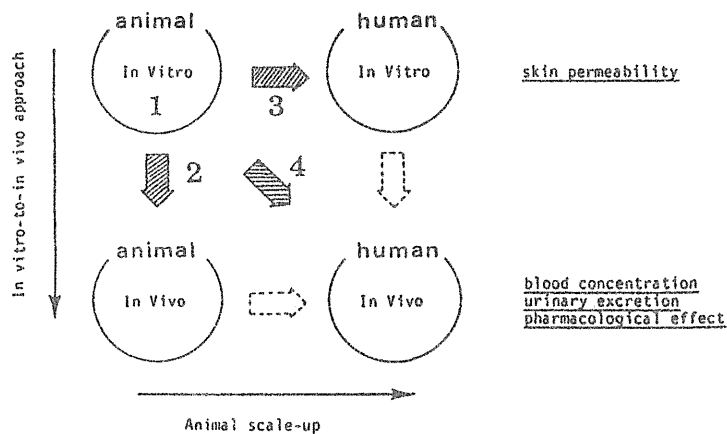 animal
human
In Vitro
In Vitro
skin permeability
1
3
In vitro-to-in vivo approach
2
4
animal
human
In Vivo
In Vivo
blood concentration
urinary excretion
pharmacological effect
Animal scale-up